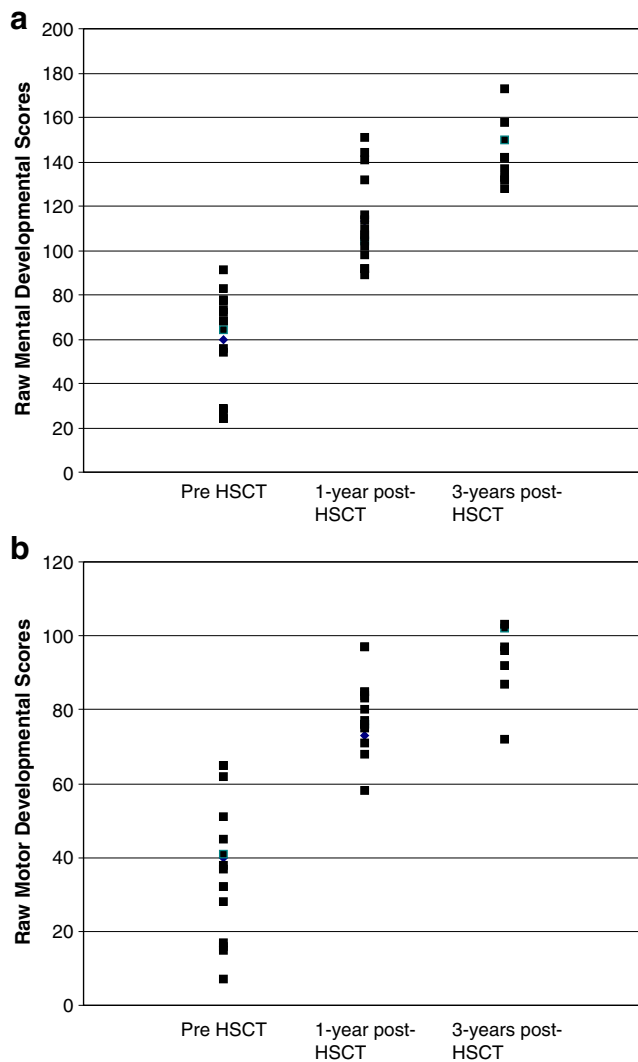 a
Raw Mental Developmental Scores
200
180
160
140
120
100
80
60
40
20
0
Pre HSCT
1-year post-
HSCT
3-years post-
HSCT
b
Raw Motor Developmental Scores
120
100
80
60
40
20
0
Pre HSCT
1-year post-
HSCT
3-years post-
HSCT